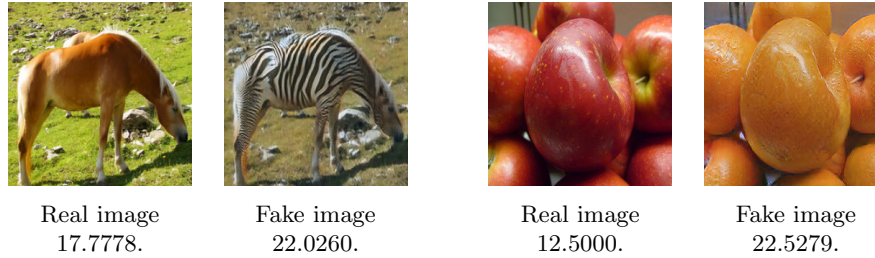 Real image
17.7778.
Fake image
22.0260.
Real image
12.5000.
Fake image
22.5279.